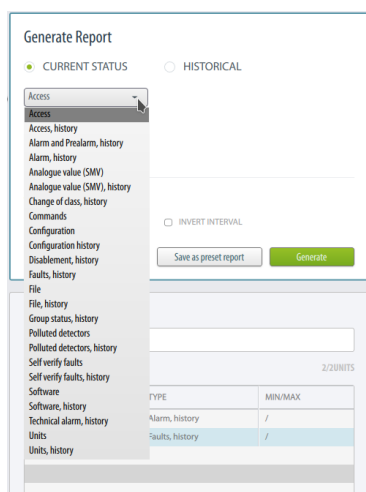 Generate Report
CURRENT STATUS HISTORICAL
Access
Access
Access, history
Alarm and Prealarm, history
Alarm, history
Analogue value (SMV)
Analogue value (SMV), history
Change of class, history
Commands
Configuration
Configuration history
Disablement, history
Faults, history
File
File, history
Group status, history
Polluted detectors
Polluted detectors, history
Self verify faults
Self verify faults, history
Software
Software, history
Technical alarm, history
Units
Units, history
INVERT INTERVAL
Save as preset report Generate
2/2UNITS
TYPE MIN/MAX
Alarm, history /
Faults, history /